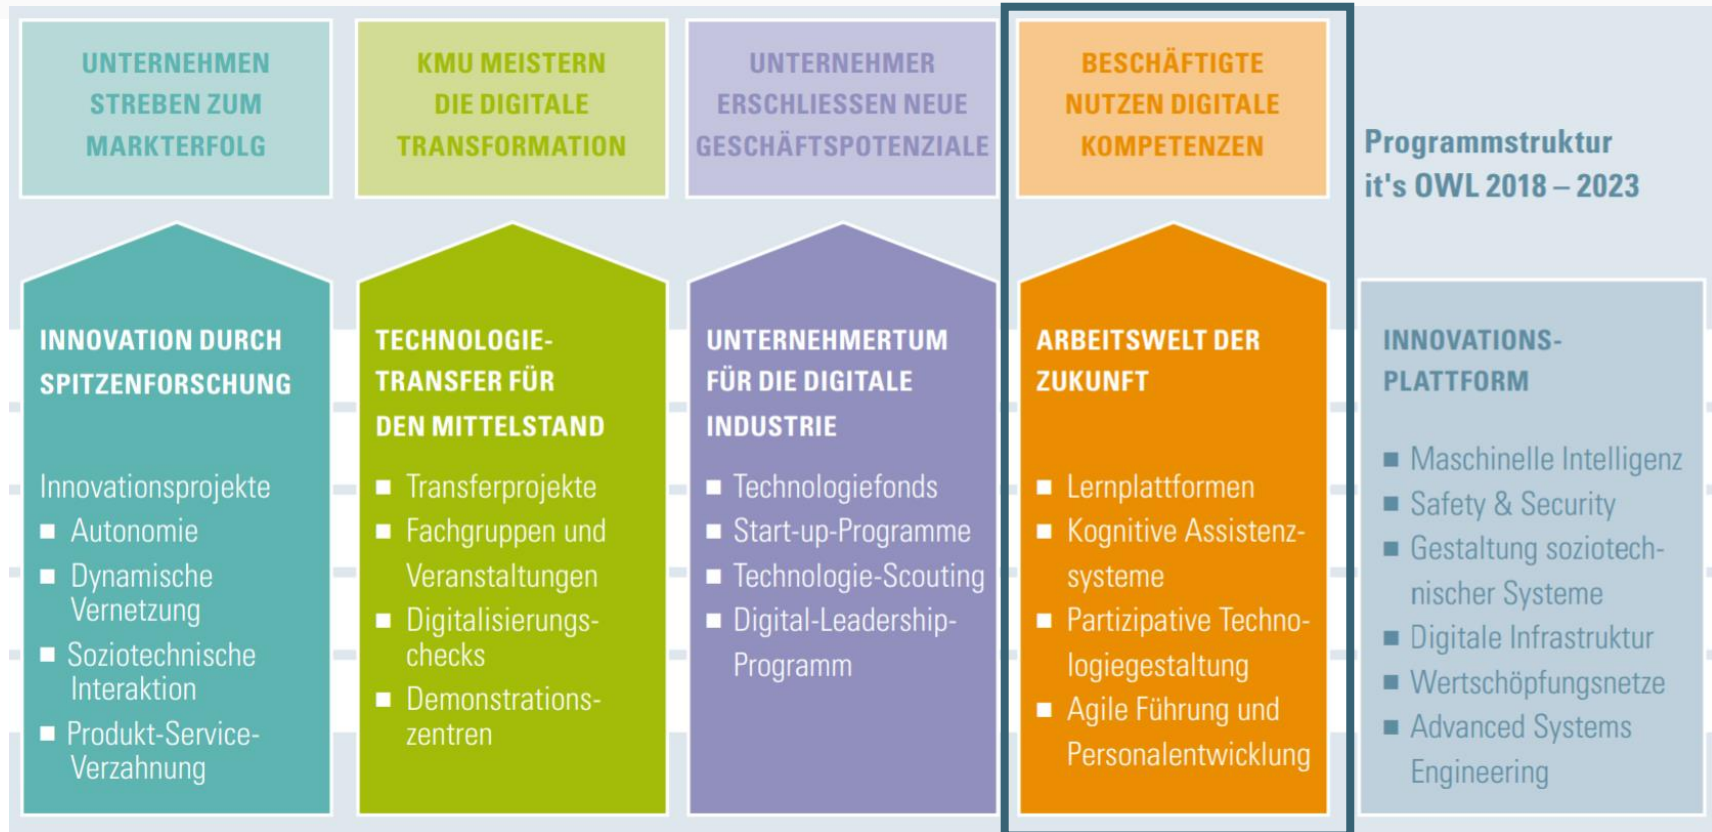 UNTERNEHMEN
STREBEN ZUM
MARKTERFOLG
KMU MEISTERN
DIE DIGITALE
TRANSFORMATION
UNTERNEHMER
ERSCHLIESSEN NEUE
GESCHÄFTSPOTENZIALE
BESCHÄFTIGTE
NUTZEN DIGITALE
KOMPETENZEN
Programmstruktur
it's OWL 2018 – 2023
INNOVATION DURCH
SPITZENFORSCHUNG
Innovationsprojekte
■ Autonomie
■ Dynamische
Vernetzung
■ Soziotechnische
Interaktion
■ Produkt-Service-
Verzahnung
TECHNOLOGIE-
TRANSFER FÜR
DEN MITTELSTAND
■ Transferprojekte
■ Fachgruppen und
Veranstaltungen
■ Digitalisierungs-
checks
■ Demonstrations-
zentren
UNTERNEHMERTUM
FÜR DIE DIGITALE
INDUSTRIE
■ Technologiefonds
■ Start-up-Programme
■ Technologie-Scouting
■ Digital-Leadership-
Programm
ARBEITSWELT DER
ZUKUNFT
■ Lernplattformen
■ Kognitive Assistenz-
systeme
■ Partizipative Techno-
logiegestaltung
■ Agile Führung und
Personalentwicklung
INNOVATIONS-
PLATTFORM
■ Maschinelle Intelligenz
■ Safety & Security
■ Gestaltung soziotech-
nischer Systeme
■ Digitale Infrastruktur
■ Wertschöpfungsnetze
■ Advanced Systems
Engineering